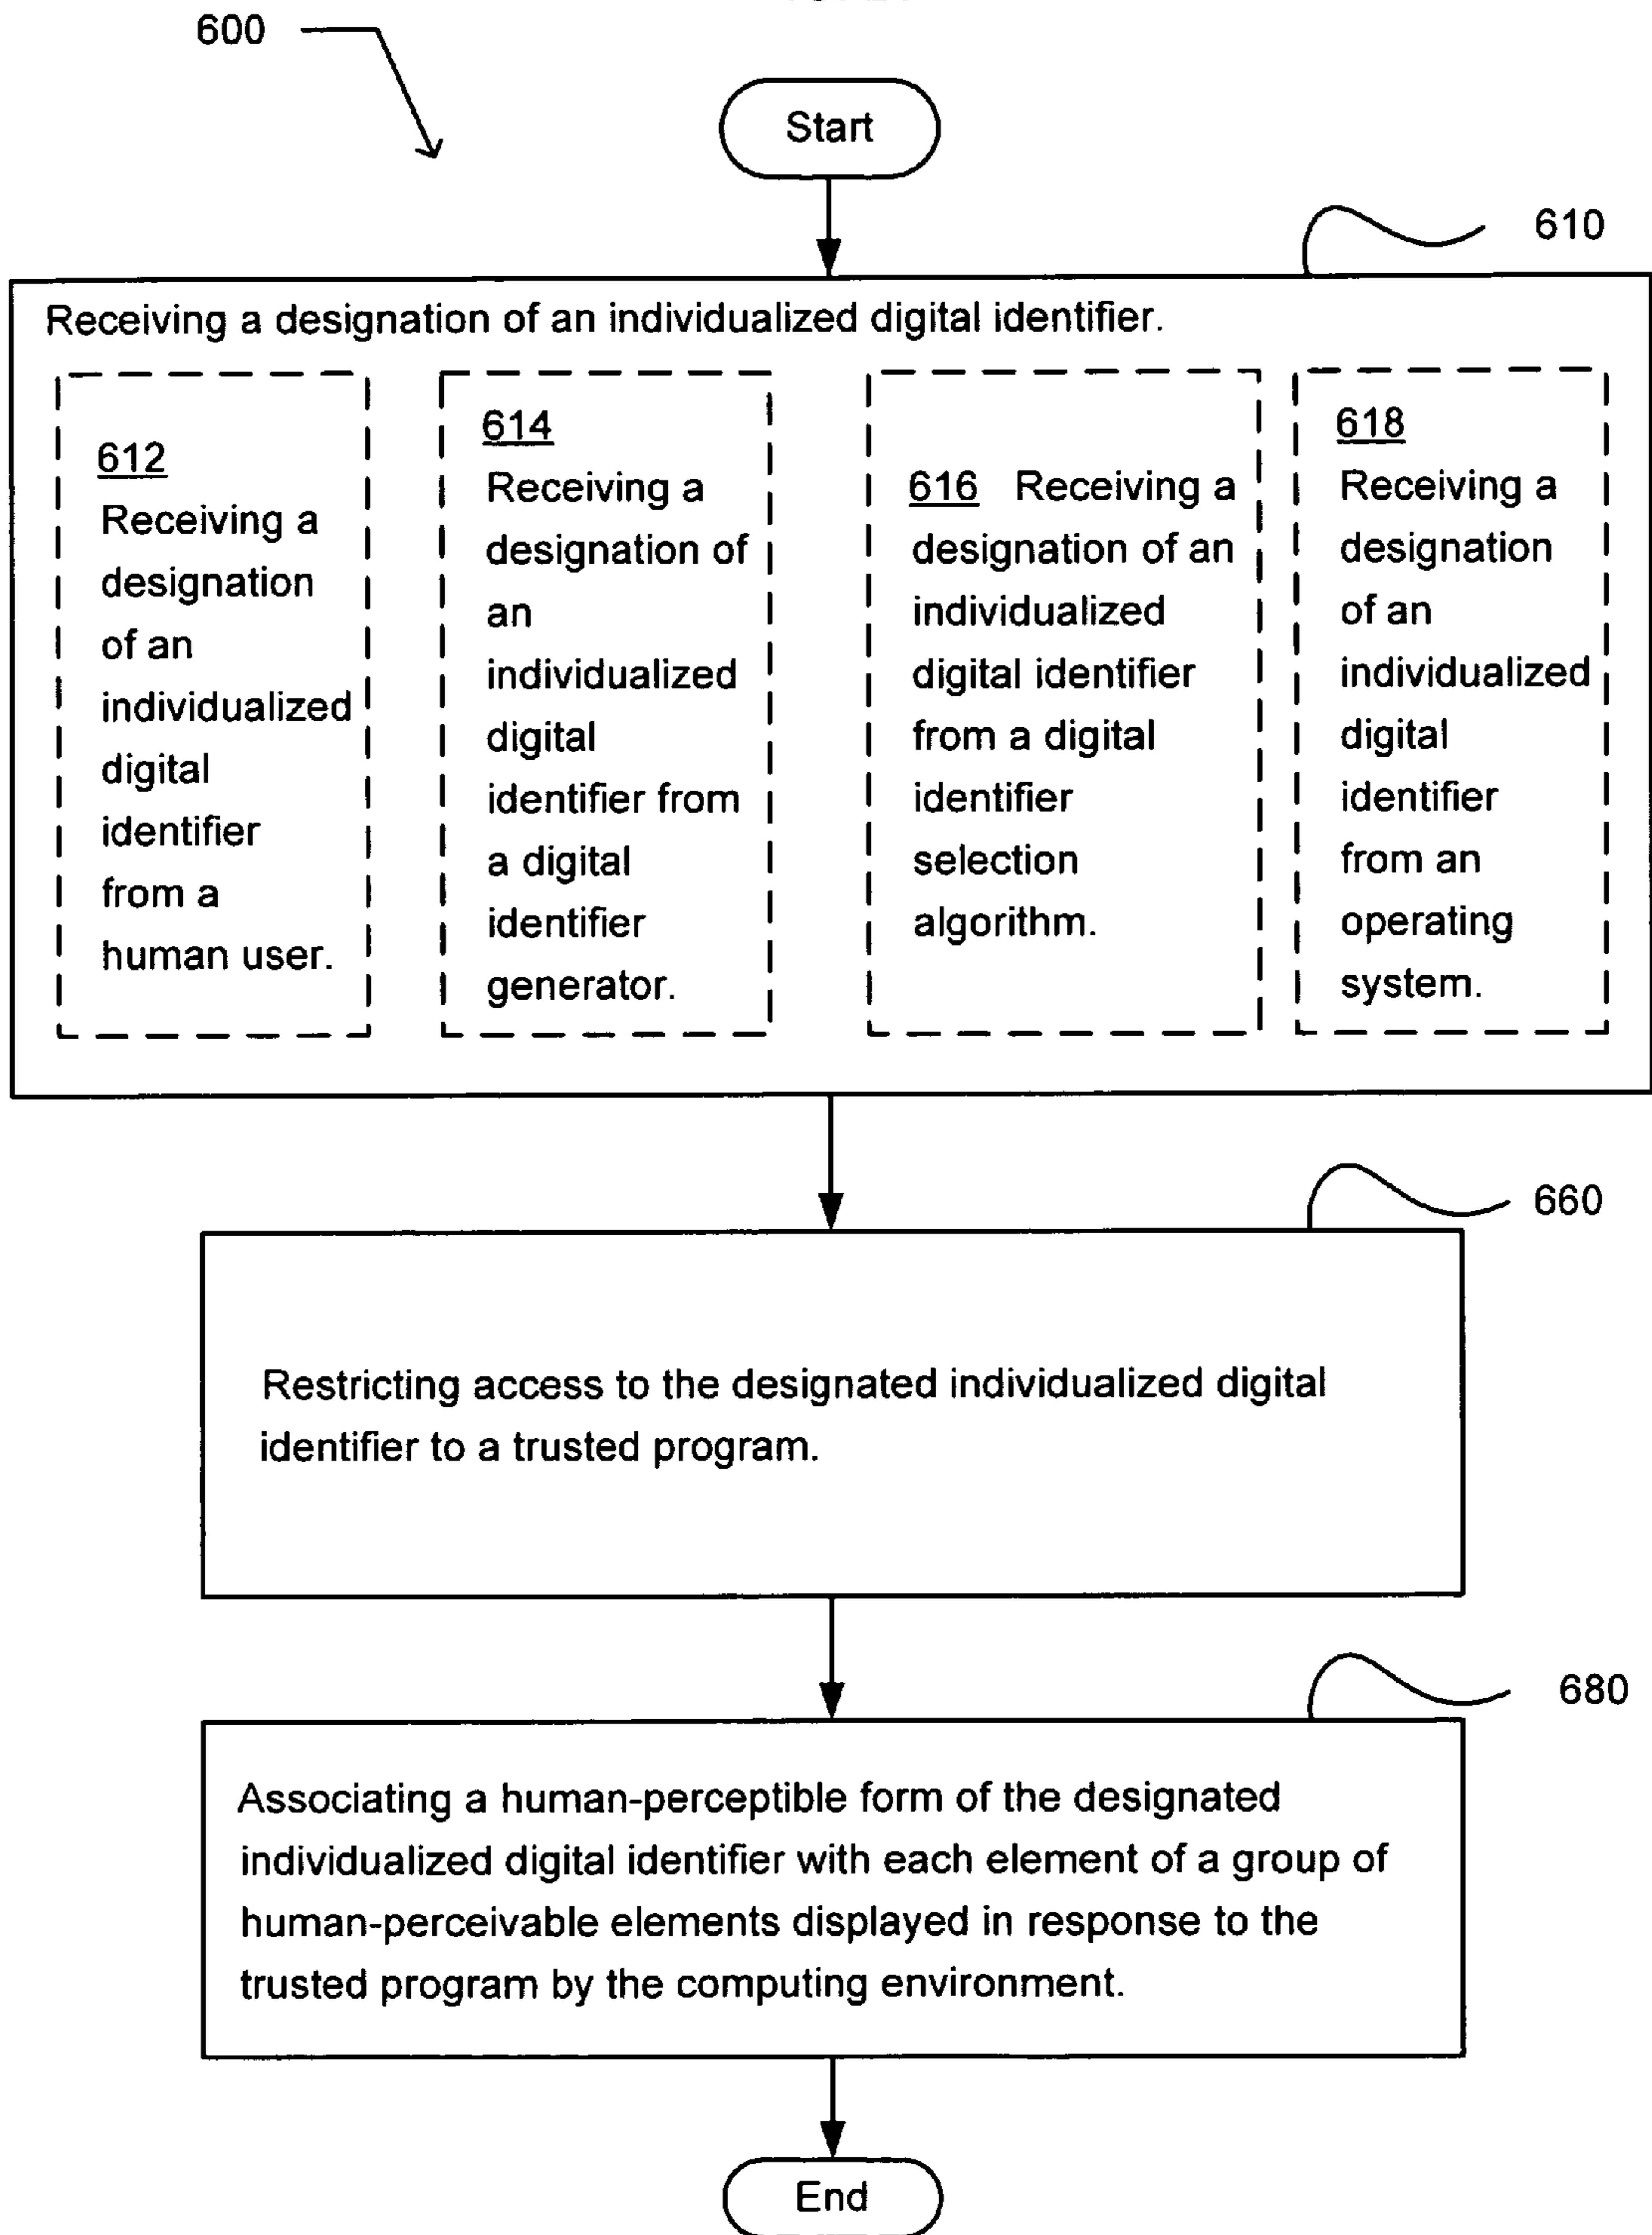 600
Start
610
Receiving a designation of an individualized digital identifier.
612
Receiving a
designation
of an
individualized
digital
identifier
from a
human user.
614
Receiving a
designation of
an
individualized
digital
identifier from
a digital
identifier
generator.
616 Receiving a
designation of an
individualized
digital identifier
from a digital
identifier
selection
algorithm.
618
Receiving a
designation
of an
individualized
digital
identifier
from an
operating
system.
660
Restricting access to the designated individualized digital
identifier to a trusted program.
680
Associating a human-perceptible form of the designated
individualized digital identifier with each element of a group of
human-perceivable elements displayed in response to the
trusted program by the computing environment.
End